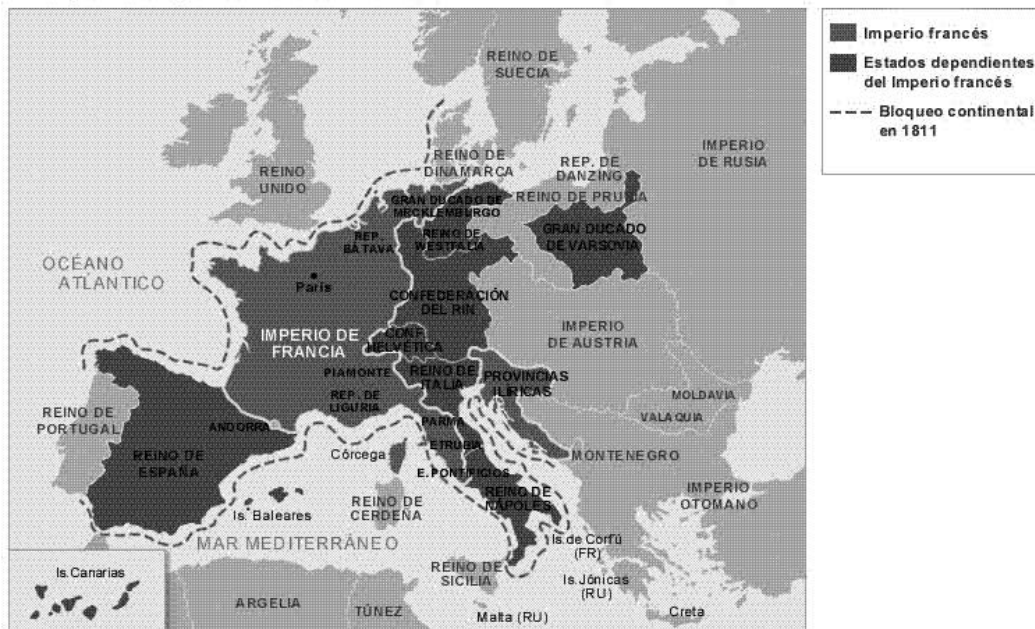 Imperio francés
Estados dependientes
del Imperio francés
Bloqueo continental
en 1811
REINO DE
SUECIA
IMPERIO
DE RUSIA
REINO
UNIDO
REINO DE
DINAMARCA
REP. DE
DANZING
REINO DE PRUSIA
GRAN DUCADO DE
MECKLEMBURGO
REP.
BÁTAVA
REINO DE
WESTFALIA
GRAN DUCADO
DE VARSOVIA
OCÉANO
ATLÁNTICO
París
CONFEDERACIÓN
DEL RIN
IMPERIO DE
FRANCIA
CONF.
HELVÉTICA
IMPERIO
DE AUSTRIA
PIAMONTE
REINO DE
ITALIA
PROVINCIAS
ILÍRICAS
REP. DE
LIGURIA
MOLDAVIA
VALAQUIA
REINO DE
PORTUGAL
ANDORRA
PARMA
REINO DE
ESPAÑA
Córcega
ETRURIA
MONTENEGRO
E. PONTIFICIOS
REINO DE
NÁPOLES
IMPERIO
OTOMANO
Is. Baleares
REINO DE
CERDEÑA
MAR MEDITERRÁNEO
Is. de Corfú
(FR)
Is. Canarias
REINO DE
SICILIA
Is. Jónicas
(RU)
ARGELIA
TÚNEZ
Malta (RU)
Creta